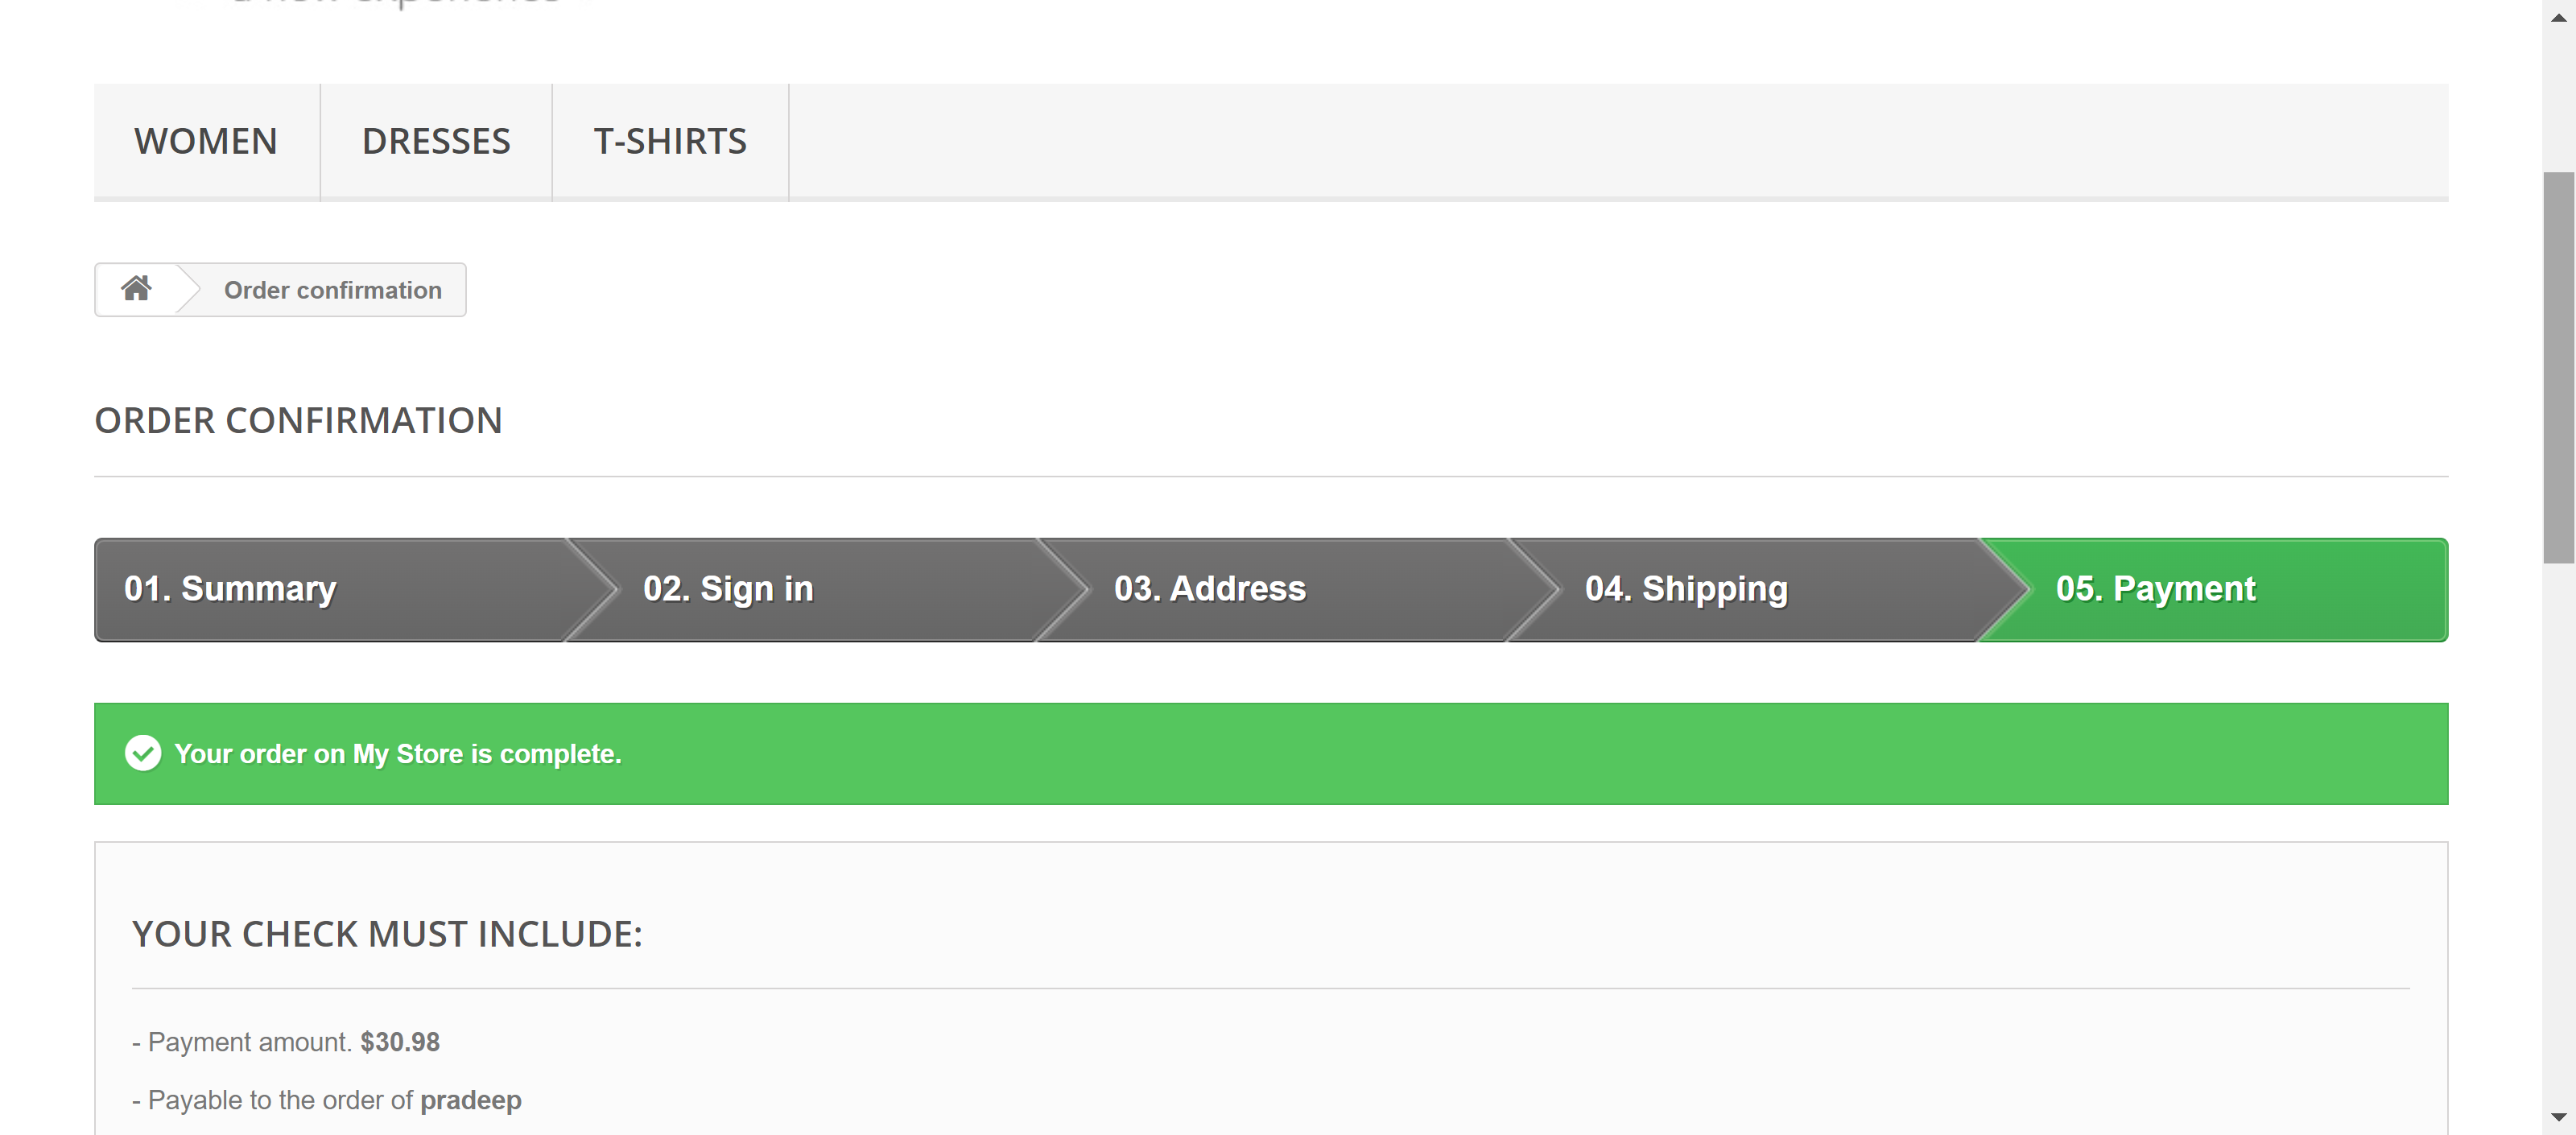 WOMEN
DRESSES
T-SHIRTS
Order confirmation
ORDER CONFIRMATION
01. Summary
02. Sign in
03. Address
04. Shipping
05. Payment
Your order on My Store is complete.
YOUR CHECK MUST INCLUDE:
- Payment amount. $30.98
- Payable to the order of pradeep